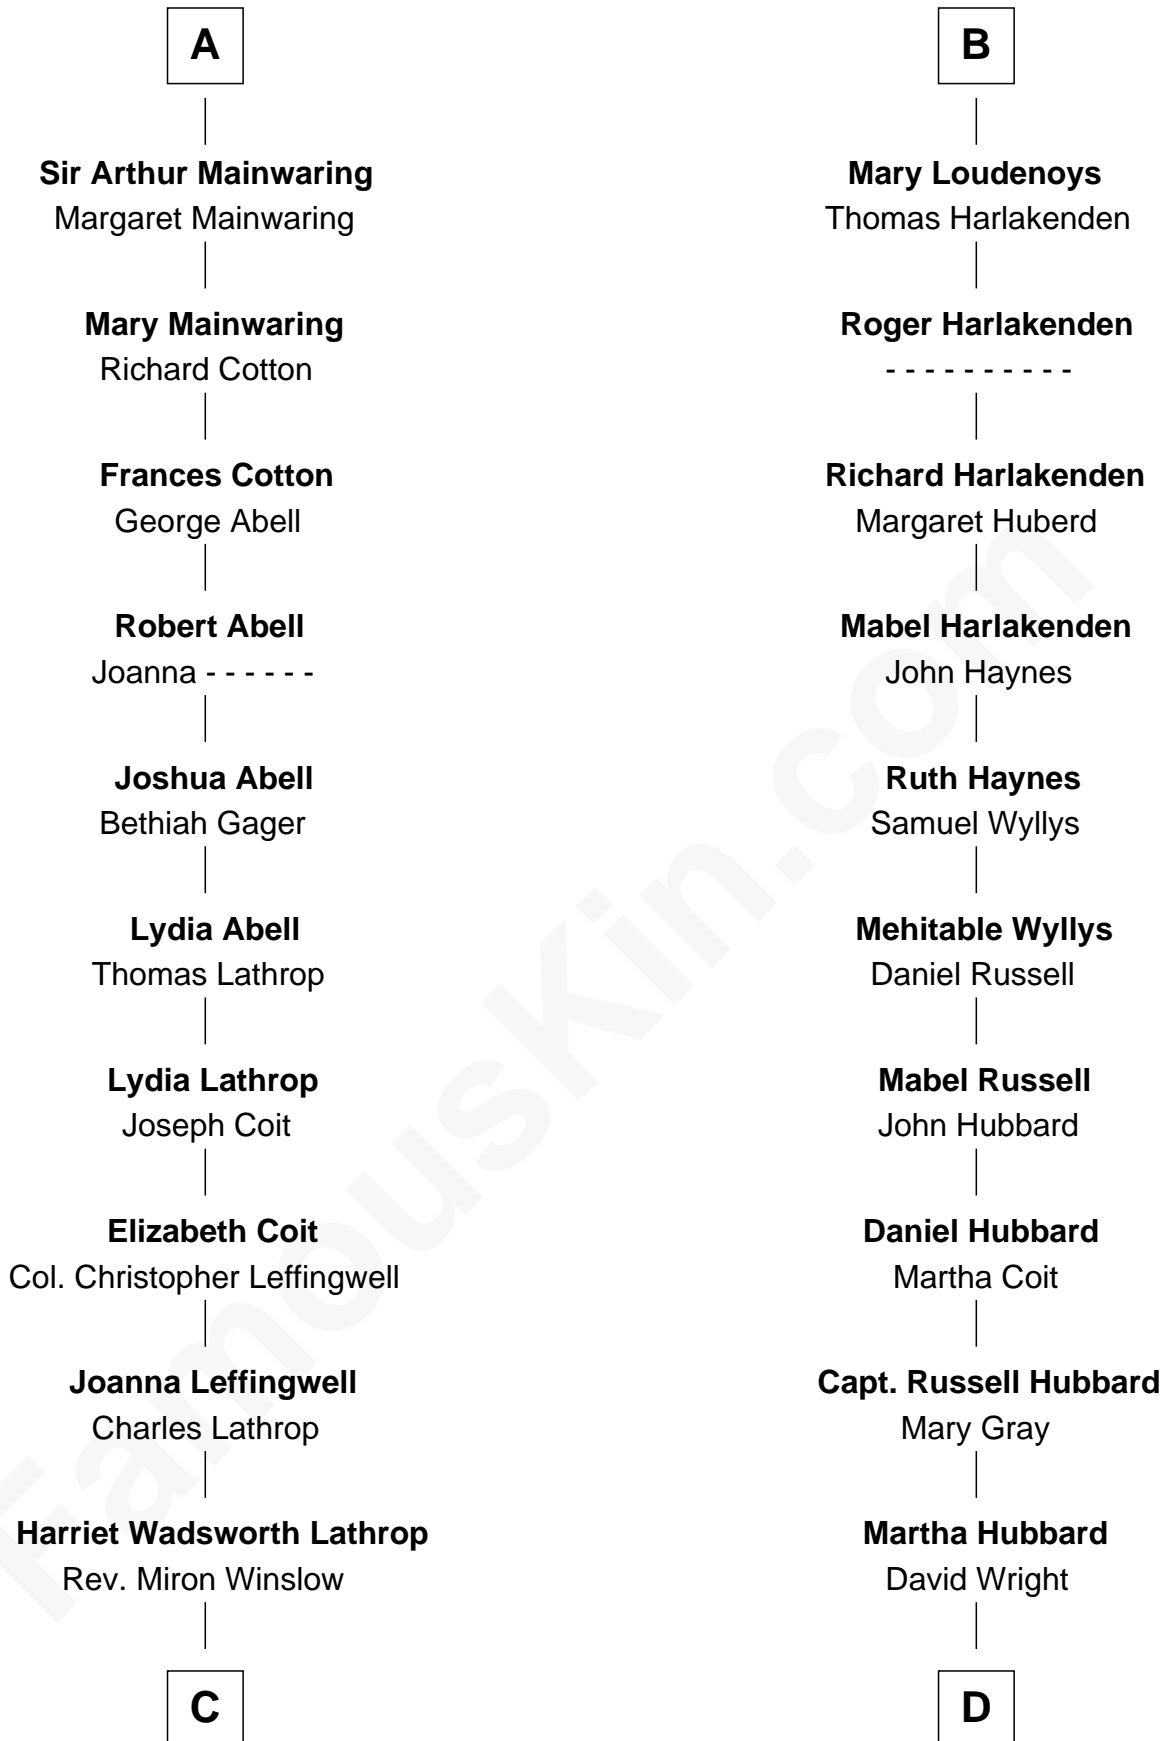 A
Sir Arthur Mainwaring
Margaret Mainwaring
Mary Mainwaring
Richard Cotton
Frances Cotton
George Abell
Robert Abell
Joanna - - - - - -
Joshua Abell
Bethiah Gager
Lydia Abell
Thomas Lathrop
Lydia Lathrop
Joseph Coit
Elizabeth Coit
Col. Christopher Leffingwell
Joanna Leffingwell
Charles Lathrop
Harriet Wadsworth Lathrop
Rev. Miron Winslow
C
B
Mary Loudenoys
Thomas Harlakenden
Roger Harlakenden
- - - - - - - - - -
Richard Harlakenden
Margaret Huberd
Mabel Harlakenden
John Haynes
Ruth Haynes
Samuel Wyllys
Mehitable Wyllys
Daniel Russell
Mabel Russell
John Hubbard
Daniel Hubbard
Martha Coit
Capt. Russell Hubbard
Mary Gray
Martha Hubbard
David Wright
D
FamousKin.com